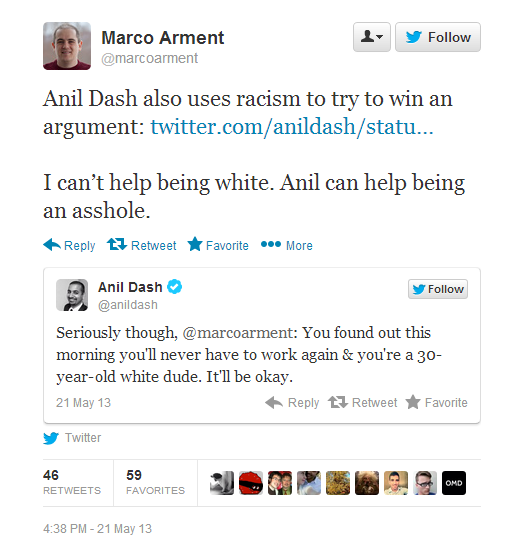 Marco Arment
@marcoarment
Follow
Anil Dash also uses racism to try to win an
argument: twitter.com/anildash/statu...
I can’t help being white. Anil can help being
an asshole.
Reply Retweet Favorite More
Anil Dash
@anildash
Follow
Seriously though, @marcoarment: You found out this
morning you'll never have to work again & you're a 30-
year-old white dude. It'll be okay.
21 May 13 Reply Retweet Favorite
Twitter
46
RETWEETS
59
FAVORITES
OMD
4:38 PM - 21 May 13